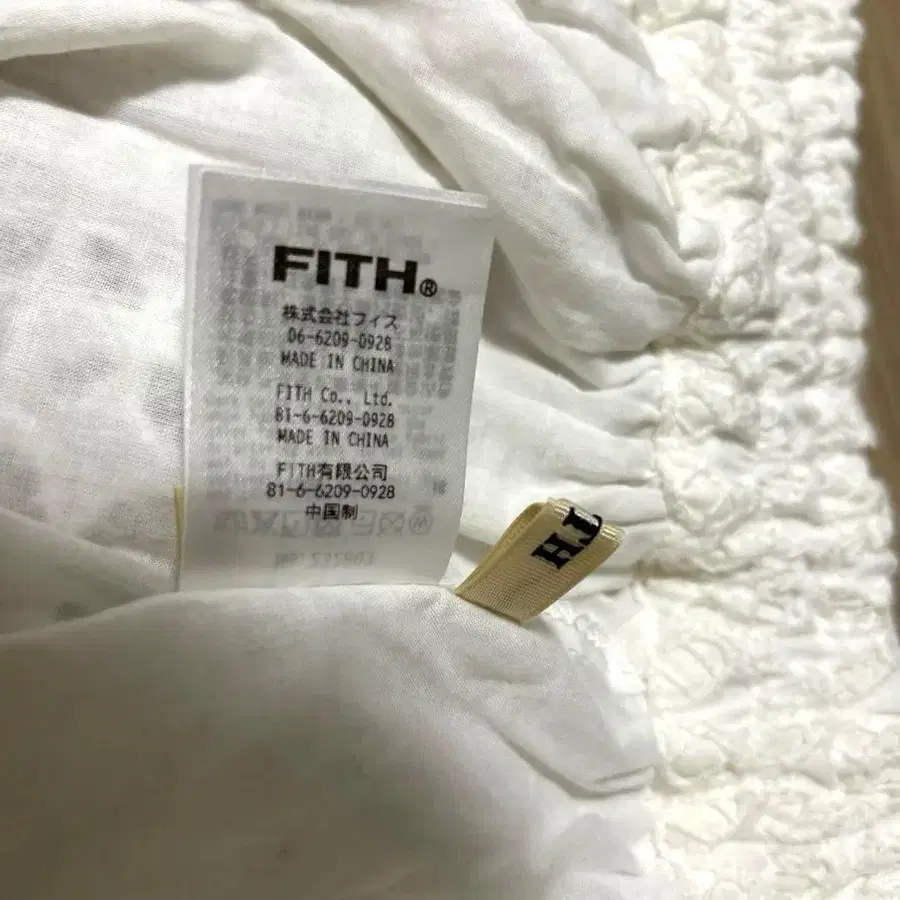 FITH®
株式会社フィス
06-6209-0928
MADE IN CHINA
FITH Co., Ltd.
81-6-6209-0928
MADE IN CHINA
FITH有限公司
81-6-6209-0928
中国制